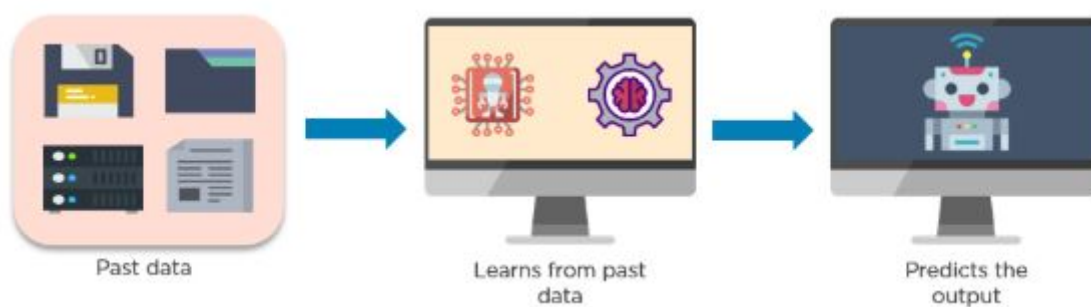 Past data
Learns from past
data
Predicts the
output